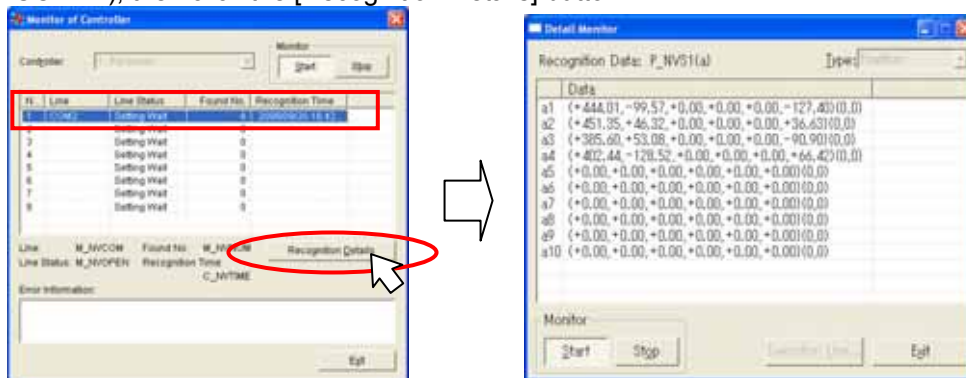 Monitor of Controller
Controller
Monitor
Start
Stop
N... Line Line Status Found No. Recognition Time
1 COM2 Setting Wait 4
2 Setting Wait 0
3 Setting Wait 0
4 Setting Wait 0
5 Setting Wait 0
6 Setting Wait 0
7 Setting Wait 0
8 Setting Wait 0
Line: M_NVCOM Found No.
Line Status: M_NVOPEN Recognition Time
C_NVTIME
Recognition Details
Error Information:
Exit
Detail Monitor
Recognition Data: P_NVS1(a)
Type:
Data
a1 (+444.01,-99.57,+0.00,+0.00,+0.00,-127.40)(0,0)
a2 (+451.35,+46.32,+0.00,+0.00,+0.00,+36.63)(0,0)
a3 (+385.60,+53.08,+0.00,+0.00,+0.00,-90.90)(0,0)
a4 (+402.44,-128.52,+0.00,+0.00,+0.00,+66.42)(0,0)
a5 (+0.00,+0.00,+0.00,+0.00,+0.00,+0.00)(0,0)
a6 (+0.00,+0.00,+0.00,+0.00,+0.00,+0.00)(0,0)
a7 (+0.00,+0.00,+0.00,+0.00,+0.00,+0.00)(0,0)
a8 (+0.00,+0.00,+0.00,+0.00,+0.00,+0.00)(0,0)
a9 (+0.00,+0.00,+0.00,+0.00,+0.00,+0.00)(0,0)
a10 (+0.00,+0.00,+0.00,+0.00,+0.00,+0.00)(0,0)
Monitor
Start
Stop
Exit